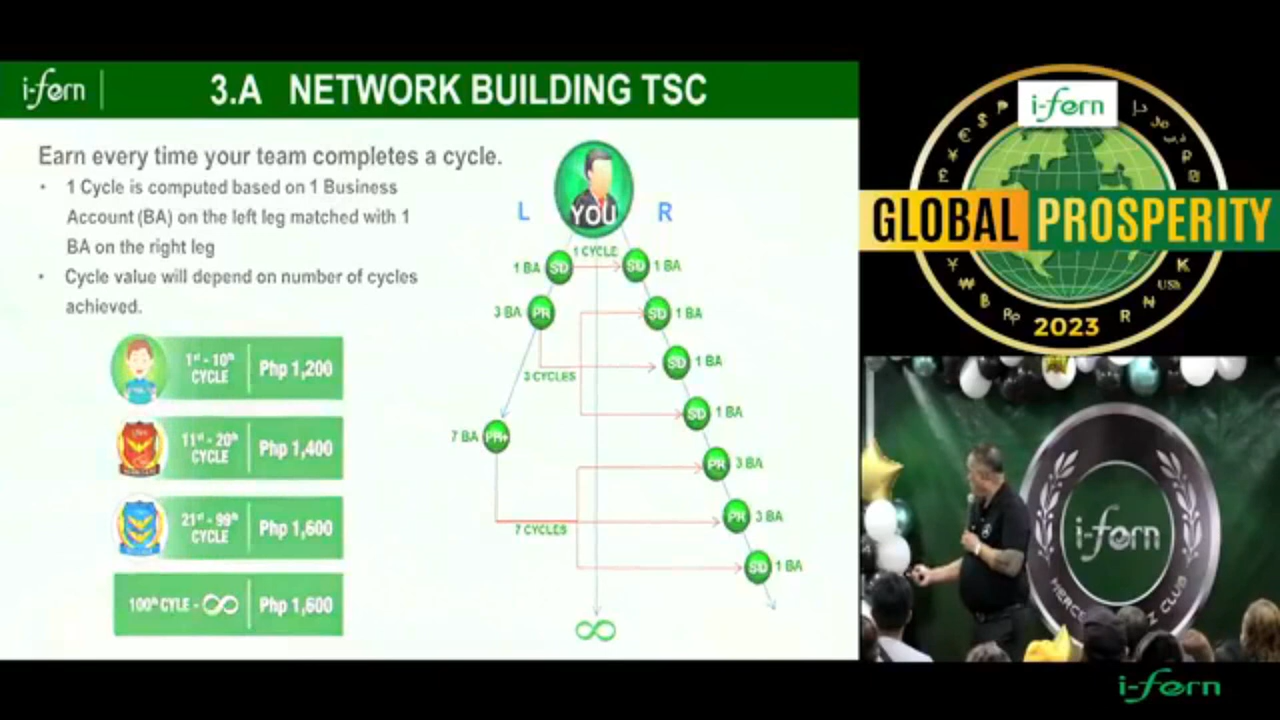 i-fern
3.A NETWORK BUILDING TSC
Earn every time your team completes a cycle.
• 1 Cycle is computed based on 1 Business
Account (BA) on the left leg matched with 1
BA on the right leg
• Cycle value will depend on number of cycles
achieved.
1st - 10th
CYCLE
Php 1,200
11st - 20th
CYCLE
Php 1,400
21st - 99th
CYCLE
Php 1,600
100th CYLE - ∞
Php 1,600
L
YOU
R
1 CYCLE
1 BA SD
SD 1 BA
3 BA PR
SD 1 BA
SD 1 BA
3 CYCLES
SD 1 BA
7 BA PR+
PR 3 BA
PR 3 BA
7 CYCLES
SD 1 BA
∞
i-fern
GLOBAL PROSPERITY
¥ € $ ₱
£
¥ ₩ ₿ Rp
R ₦ USh K
2023
i-fern
Z CLUB
i-fern